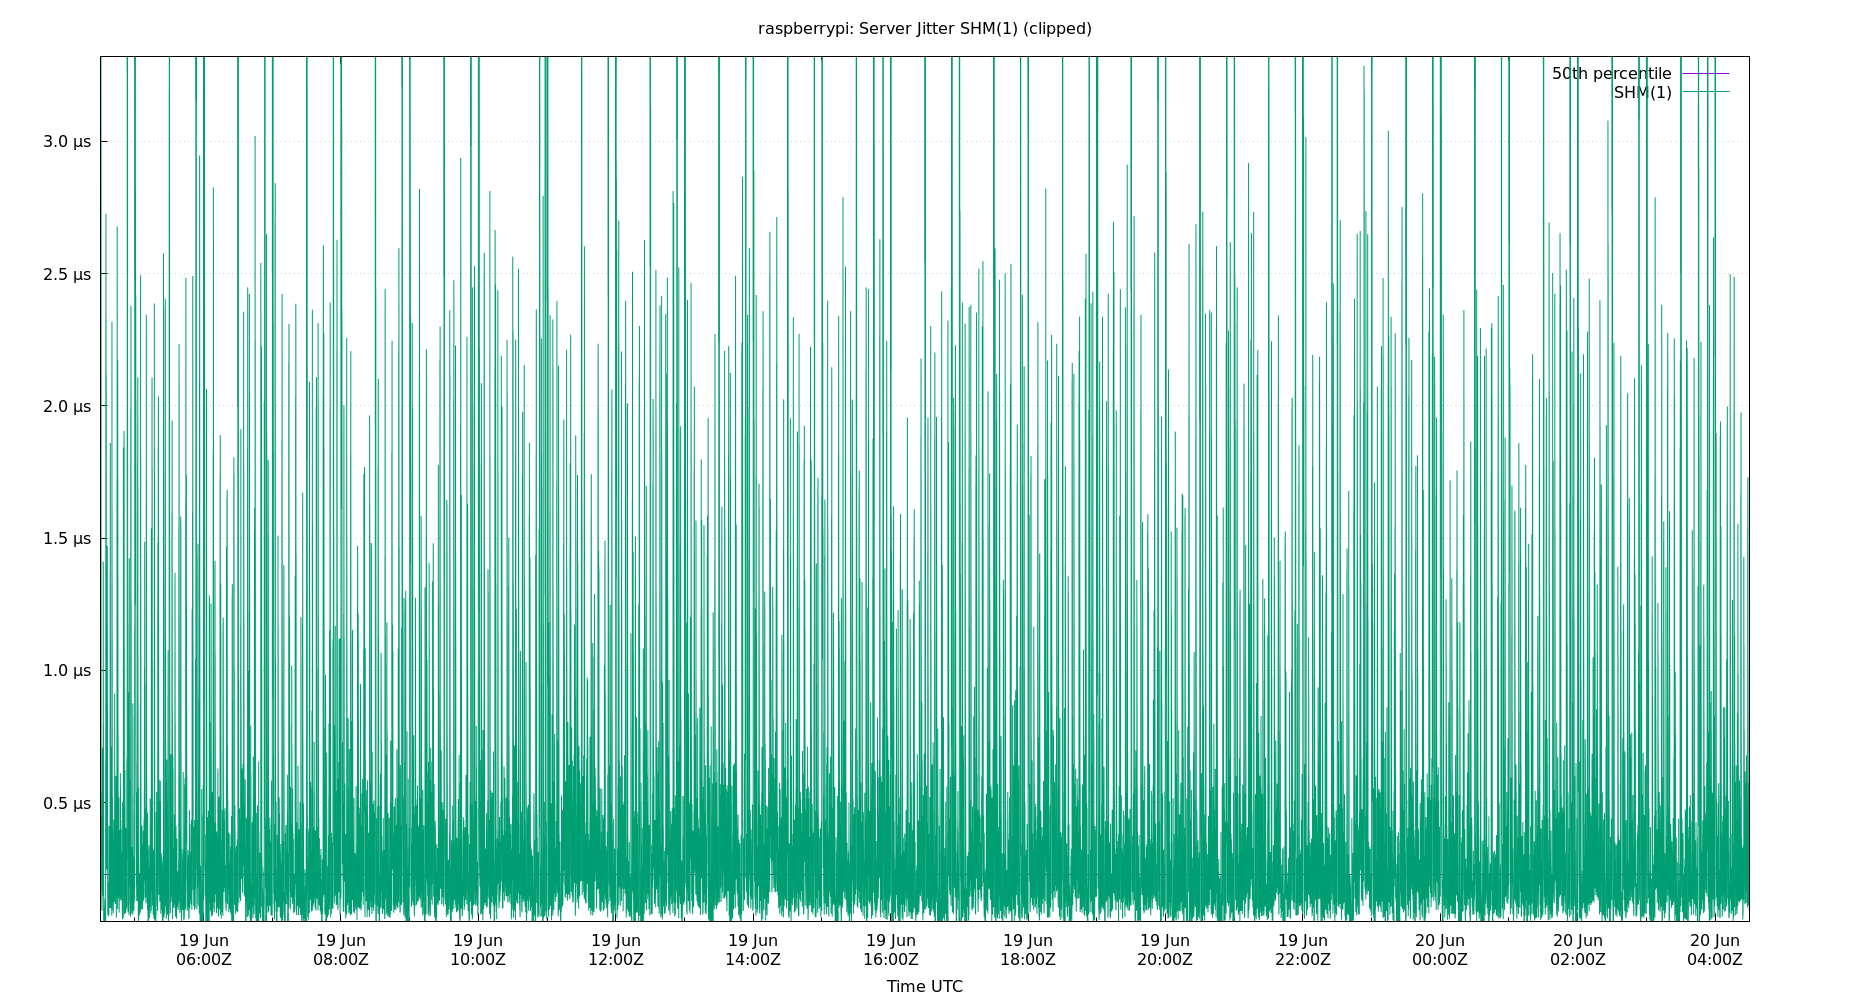 raspberrypi: Server Jitter SHM(1) (clipped)
50th percentile
SHM(1)
3.0 µs
2.5 µs
2.0 µs
1.5 µs
1.0 µs
0.5 µs
19 Jun 19 Jun 19 Jun 19 Jun 19 Jun 19 Jun 19 Jun 19 Jun 19 Jun 20 Jun 20 Jun 20 Jun
06:00Z 08:00Z 10:00Z 12:00Z 14:00Z 16:00Z 18:00Z 20:00Z 22:00Z 00:00Z 02:00Z 04:00Z
Time UTC